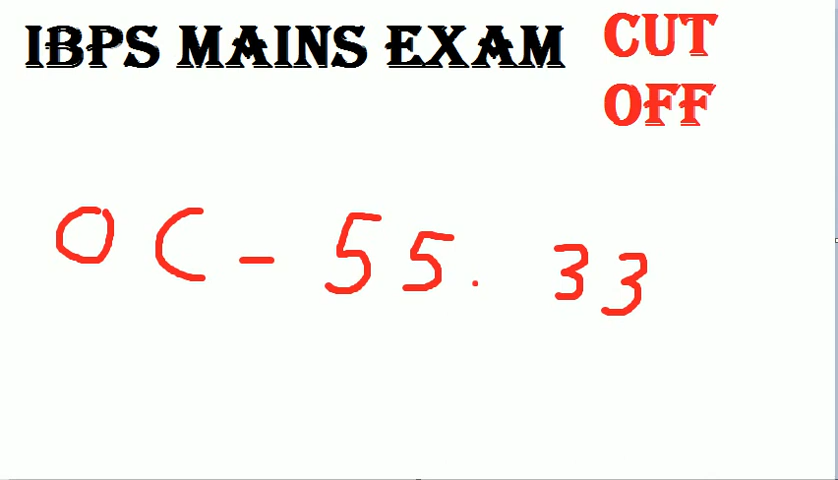 IBPS MAINS EXAM CUT
OFF
OC - 55. 33